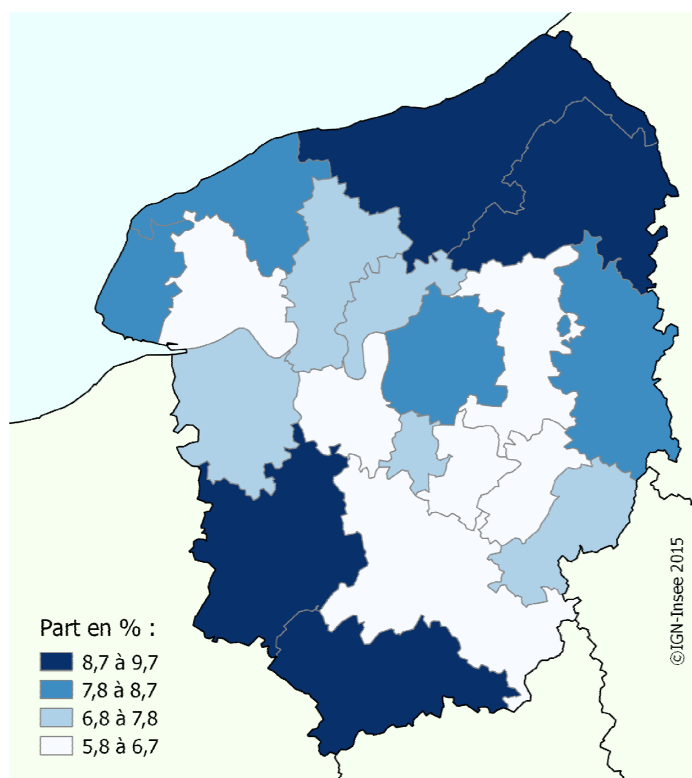 Part en % :
8,7 à 9,7
7,8 à 8,7
6,8 à 7,8
5,8 à 6,7
©IGN-Insee 2015